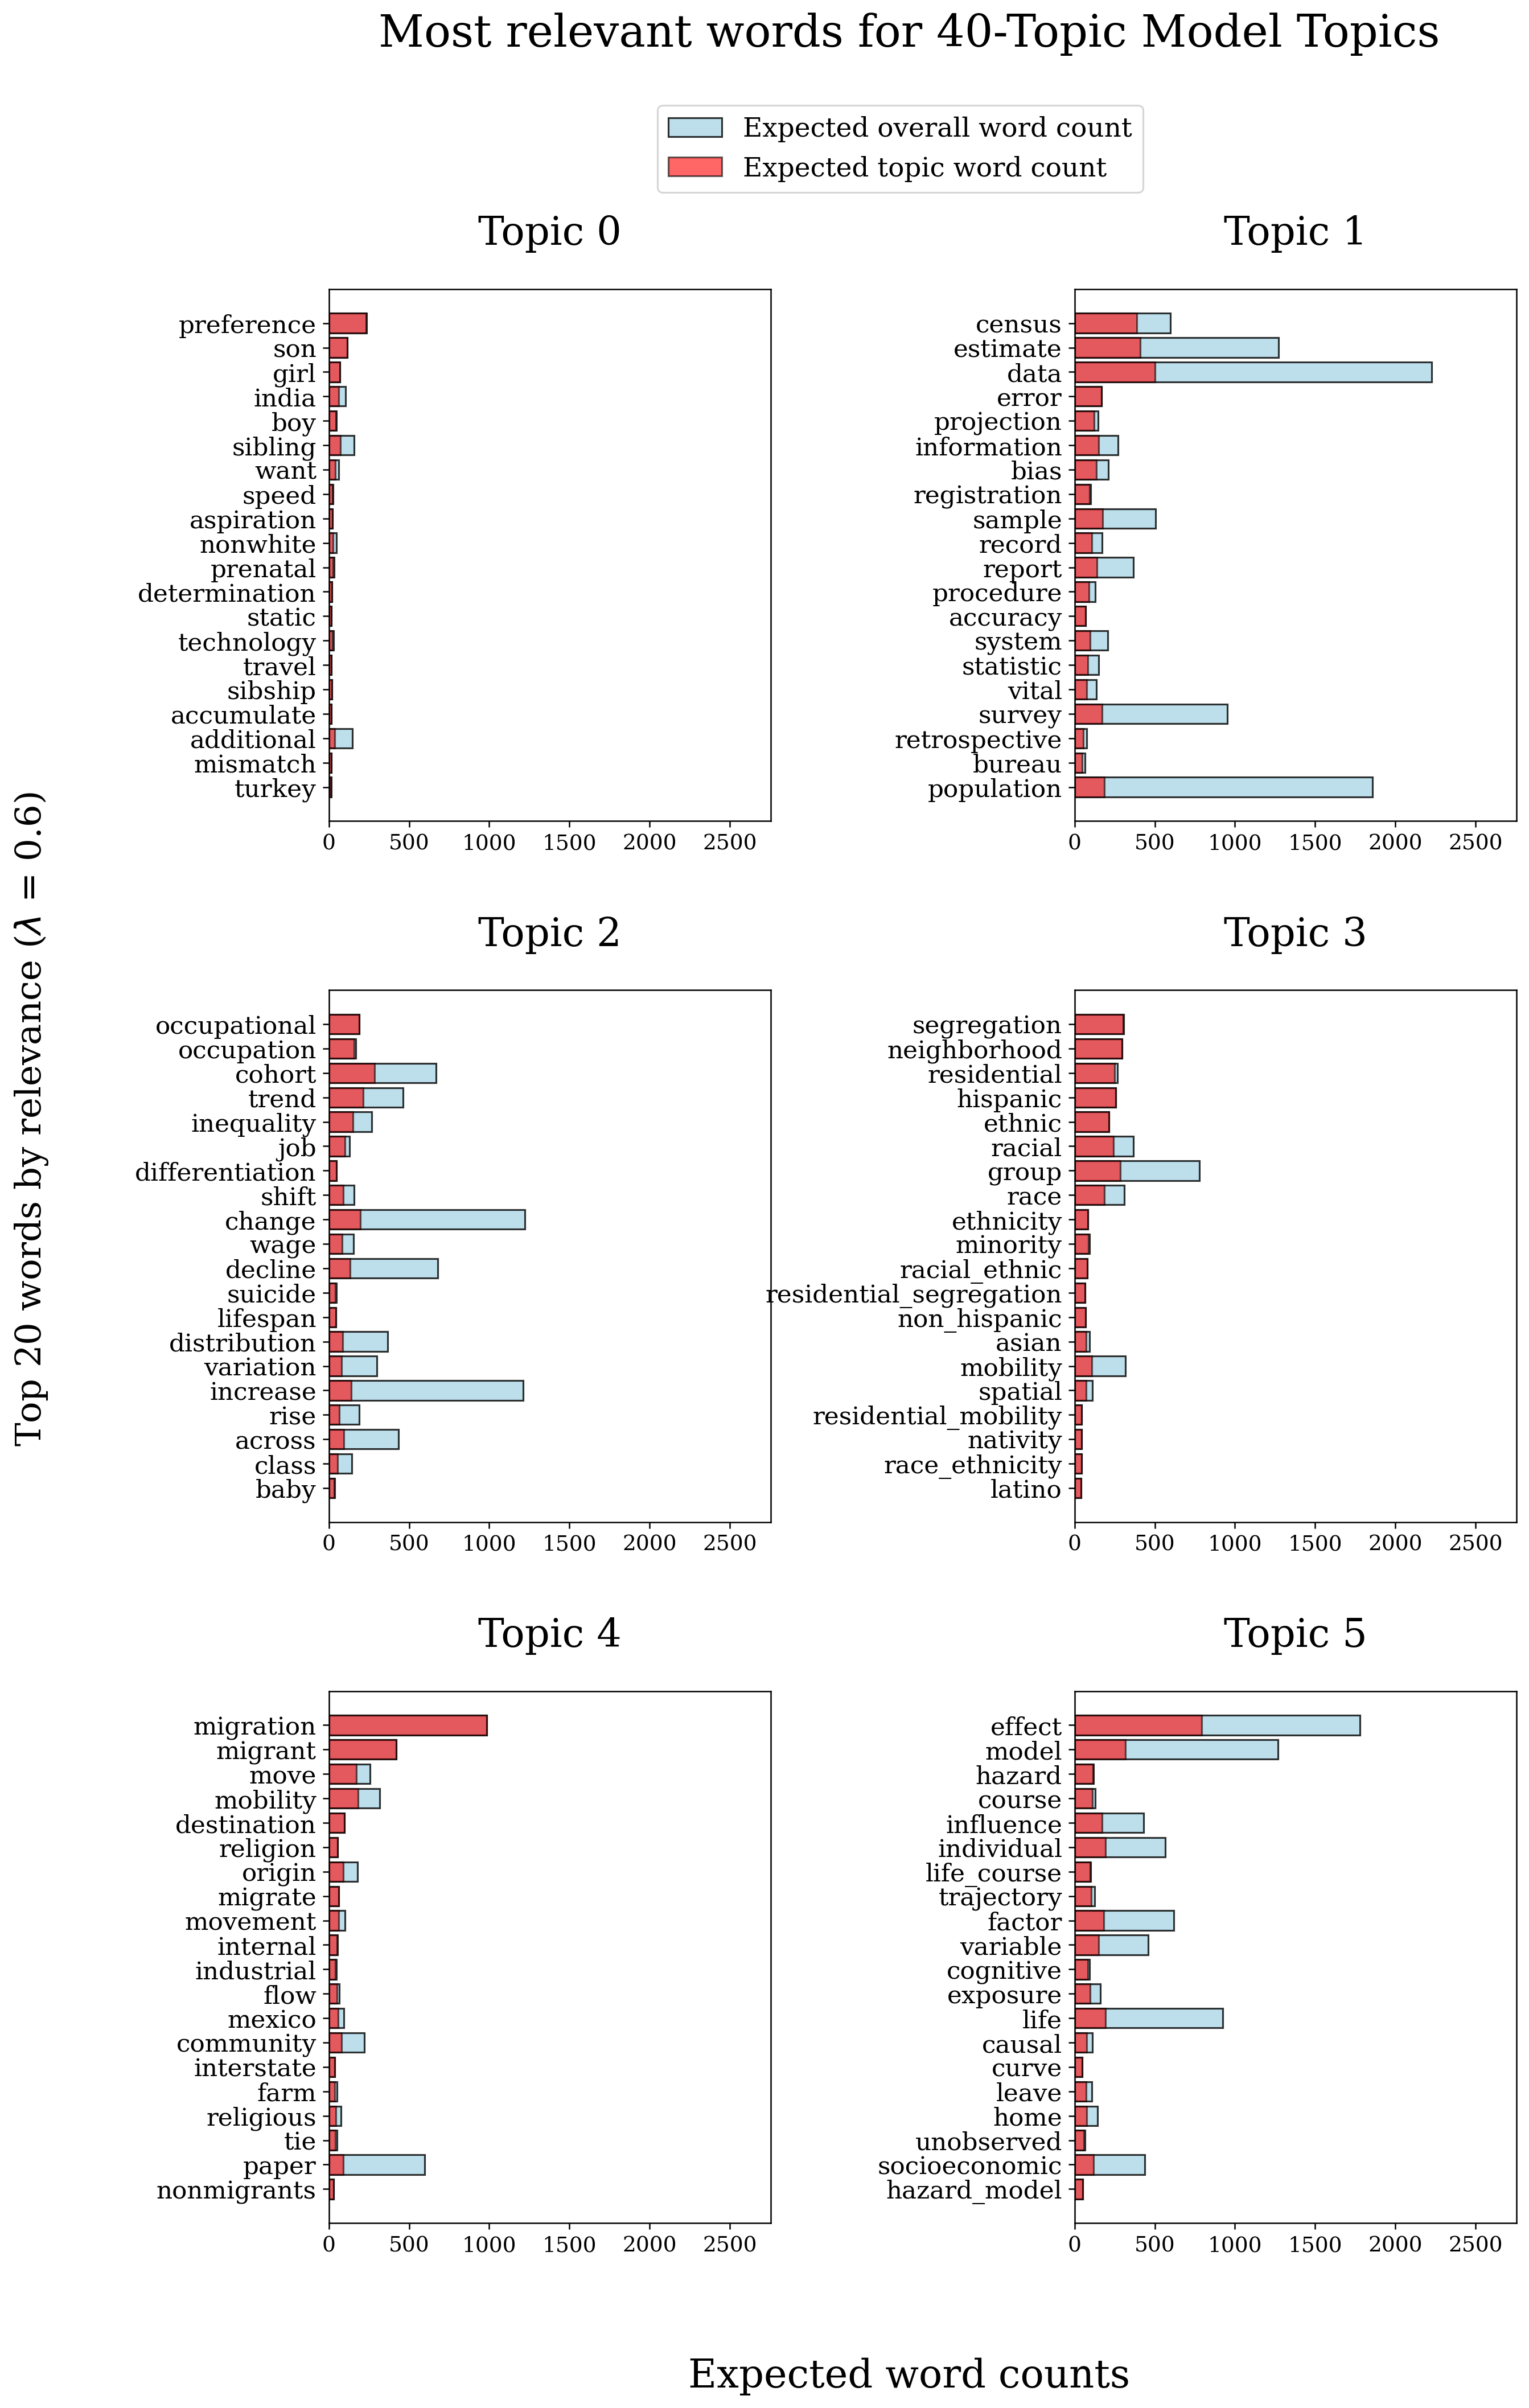 Most relevant words for 40-Topic Model Topics
Expected overall word count
Expected topic word count
Top 20 words by relevance (λ = 0.6)
Topic 0
preference
son
girl
india
boy
sibling
want
speed
aspiration
nonwhite
prenatal
determination
static
technology
travel
sibship
accumulate
additional
mismatch
turkey
0 500 1000 1500 2000 2500
Topic 1
census
estimate
data
error
projection
information
bias
registration
sample
record
report
procedure
accuracy
system
statistic
vital
survey
retrospective
bureau
population
0 500 1000 1500 2000 2500
Topic 2
occupational
occupation
cohort
trend
inequality
job
differentiation
shift
change
wage
decline
suicide
lifespan
distribution
variation
increase
rise
across
class
baby
0 500 1000 1500 2000 2500
Topic 3
segregation
neighborhood
residential
hispanic
ethnic
racial
group
race
ethnicity
minority
racial_ethnic
residential_segregation
non_hispanic
asian
mobility
spatial
residential_mobility
nativity
race_ethnicity
latino
0 500 1000 1500 2000 2500
Topic 4
migration
migrant
move
mobility
destination
religion
origin
migrate
movement
internal
industrial
flow
mexico
community
interstate
farm
religious
tie
paper
nonmigrants
0 500 1000 1500 2000 2500
Topic 5
effect
model
hazard
course
influence
individual
life_course
trajectory
factor
variable
cognitive
exposure
life
causal
curve
leave
home
unobserved
socioeconomic
hazard_model
0 500 1000 1500 2000 2500
Expected word counts